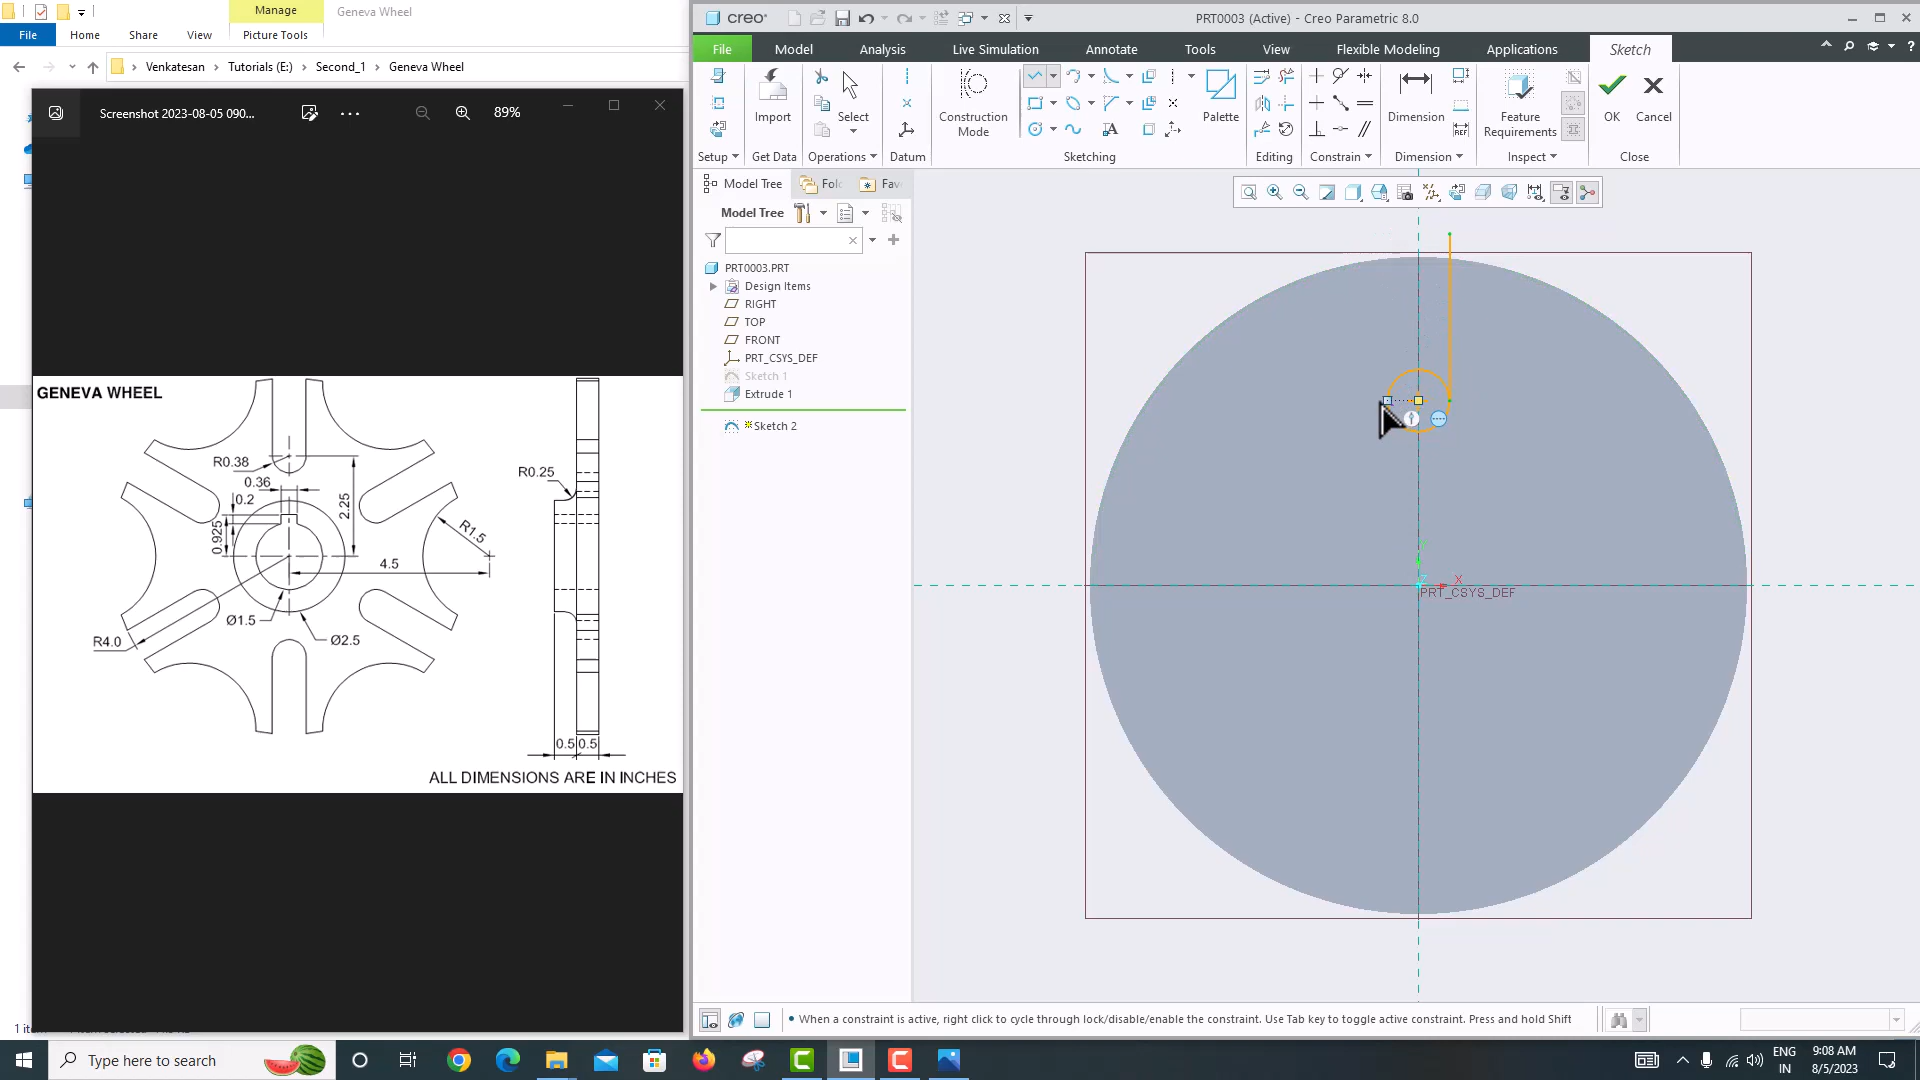 Manage
Geneva Wheel
File
Home
Share
View
Picture Tools
Venkatesan
Tutorials (E:)
Second_1
Geneva Wheel
Screenshot 2023-08-05 090...
89%
GENEVA WHEEL
R0.38
0.36
0.2
0.925
2.25
R1.5
4.5
R4.0
Ø1.5
Ø2.5
R0.25
0.5
0.5
ALL DIMENSIONS ARE IN INCHES
creo
PRT0003 (Active) - Creo Parametric 8.0
File
Model
Analysis
Live Simulation
Annotate
Tools
View
Flexible Modeling
Applications
Sketch
Import
Select
Construction
Mode
Palette
Dimension
Feature
Requirements
OK
Cancel
Setup
Get Data
Operations
Datum
Sketching
Editing
Constrain
Dimension
Inspect
Close
Model Tree
Fol
Fav
Model Tree
PRT0003.PRT
Design Items
RIGHT
TOP
FRONT
PRT_CSYS_DEF
Sketch 1
Extrude 1
Sketch 2
X
PRT_CSYS_DEF
When a constraint is active, right click to cycle through lock/disable/enable the constraint. Use Tab key to toggle active constraint. Press and hold Shift
Type here to search
ENG
IN
9:08 AM
8/5/2023